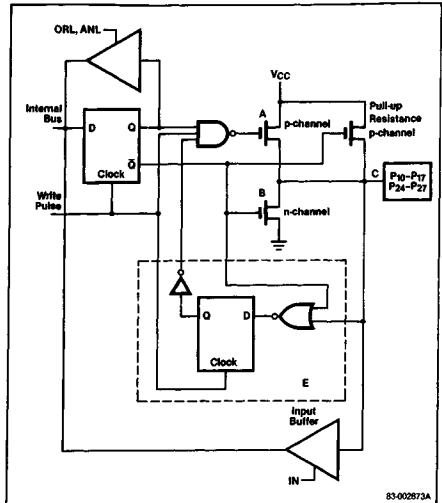 ORL, ANL
Internal
Bus
D
Q
Q̅
Clock
Write
Pulse
A
p-channel
VCC
Pull-up
Resistance
p-channel
B
n-channel
C
P10–P17
P24–P27
Q
D
Clock
E
Input
Buffer
IN
83-002673A